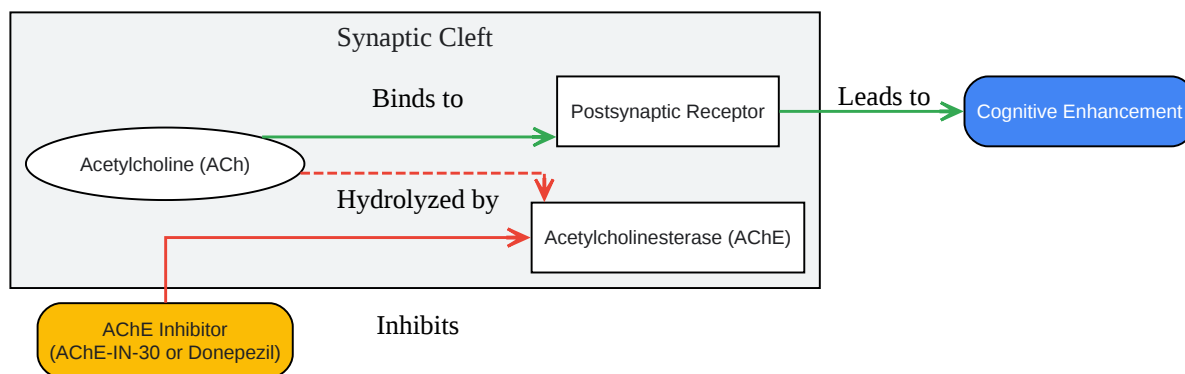 Synaptic Cleft
Binds to
Postsynaptic Receptor
Leads to
Cognitive Enhancement
Acetylcholine (ACh)
Hydrolyzed by
Acetylcholinesterase (AChE)
AChE Inhibitor
(AChE-IN-30 or Donepezil)
Inhibits